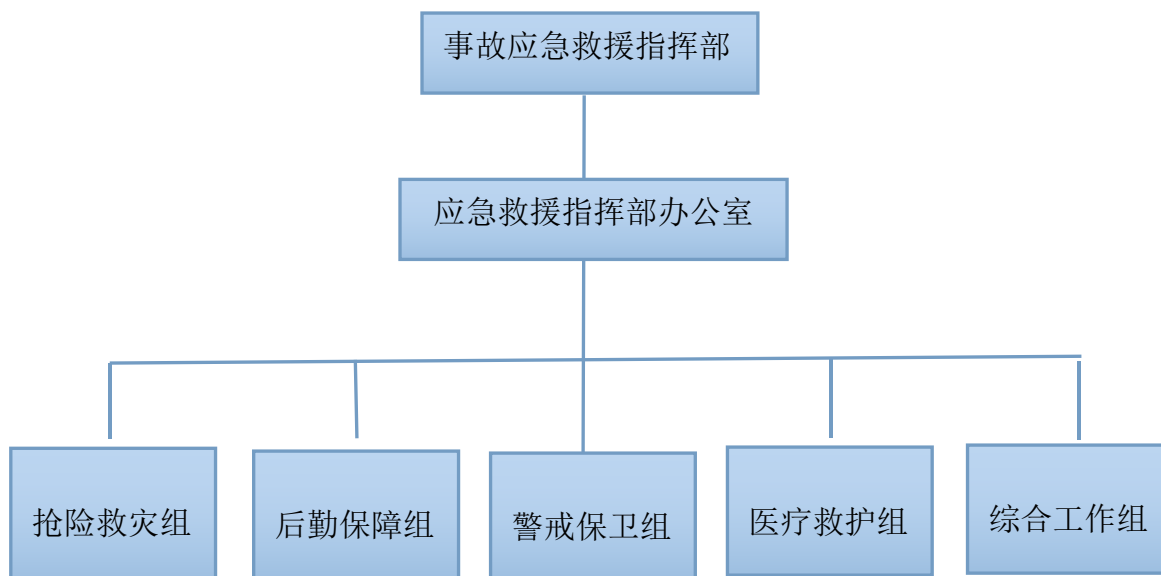 事故应急救援指挥部
应急救援指挥部办公室
抢险救灾组
后勤保障组
警戒保卫组
医疗救护组
综合工作组